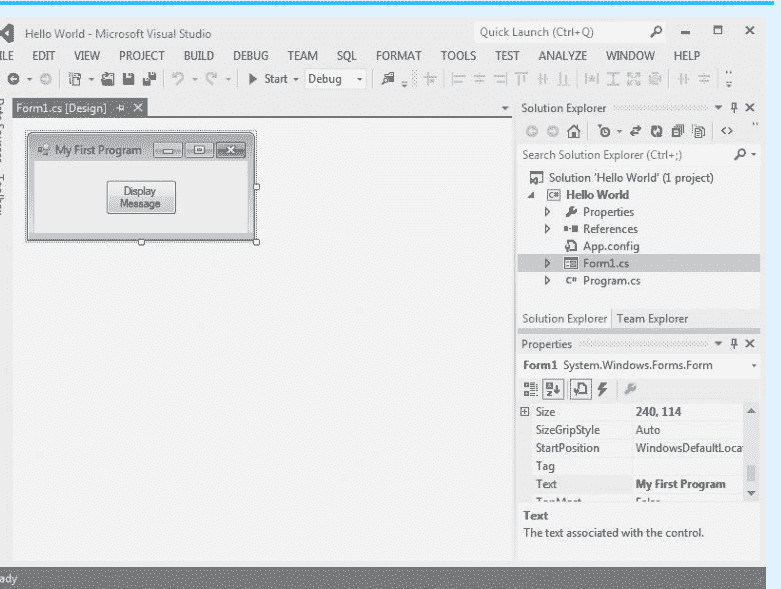 Hello World - Microsoft Visual Studio
Quick Launch (Ctrl+Q)
ILE EDIT VIEW PROJECT BUILD DEBUG TEAM SQL FORMAT TOOLS TEST ANALYZE WINDOW HELP
Start Debug
Form1.cs [Design]
My First Program
Display
Message
Solution Explorer
Search Solution Explorer (Ctrl+;)
Solution 'Hello World' (1 project)
C# Hello World
Properties
References
App.config
Form1.cs
C# Program.cs
Solution Explorer Team Explorer
Properties
Form1 System.Windows.Forms.Form
Size 240, 114
SizeGripStyle Auto
StartPosition WindowsDefaultLoca
Tag
Text My First Program
Text
The text associated with the control.
ady